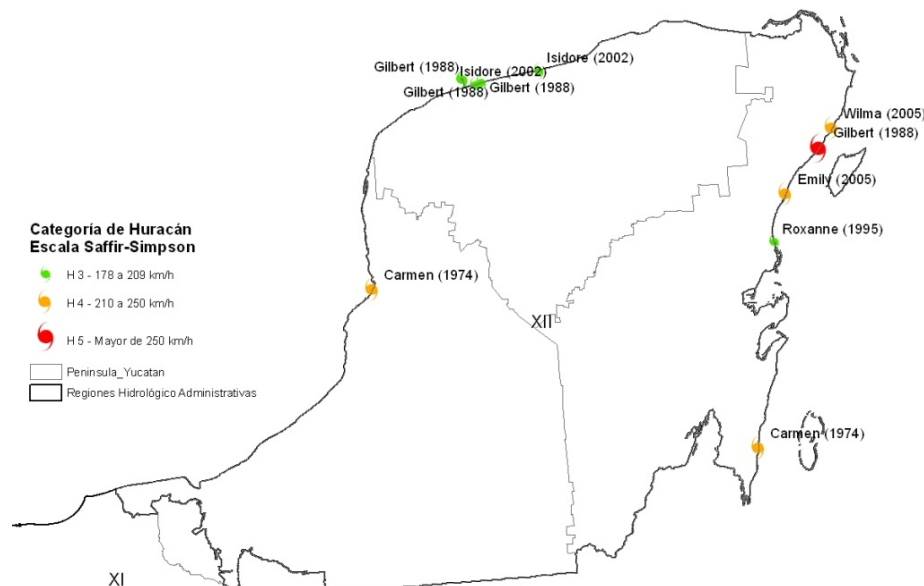 Gilbert (1988)
Isidore (2002)
Isidore (2002)
Gilbert (1988)
Gilbert (1988)
Wilma (2005)
Gilbert (1988)
Emily (2005)
Roxanne (1995)
Categoría de Huracán
Escala Saffir-Simpson
H 3 - 178 a 209 km/h
H 4 - 210 a 250 km/h
H 5 - Mayor de 250 km/h
Peninsula_Yucatan
Regiones Hidrológico Administrativas
Carmen (1974)
XII
Carmen (1974)
XI